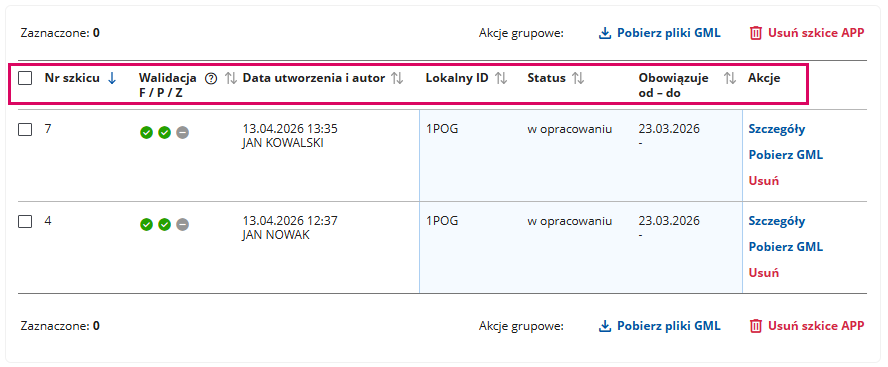 Zaznaczone: 0 Akcje grupowe: Pobierz pliki GML Usuń szkice APP
Nr szkicu Walidacja F / P / Z Data utworzenia i autor Lokalny ID Status Obowiązuje od – do Akcje
7 13.04.2026 13:35 1POG w opracowaniu 23.03.2026 Szczegóły
JAN KOWALSKI -
Pobierz GML
Usuń
4 13.04.2026 12:37 1POG w opracowaniu 23.03.2026 Szczegóły
JAN NOWAK -
Pobierz GML
Usuń
Zaznaczone: 0 Akcje grupowe: Pobierz pliki GML Usuń szkice APP